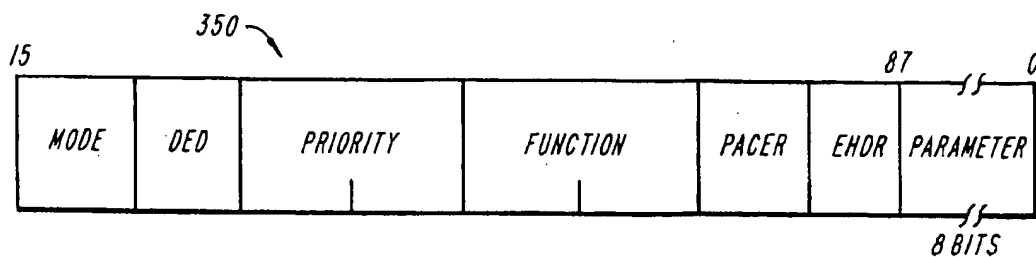 350
15 87 0
MODE DED PRIORITY FUNCTION PACER EHDR PARAMETER
8 BITS